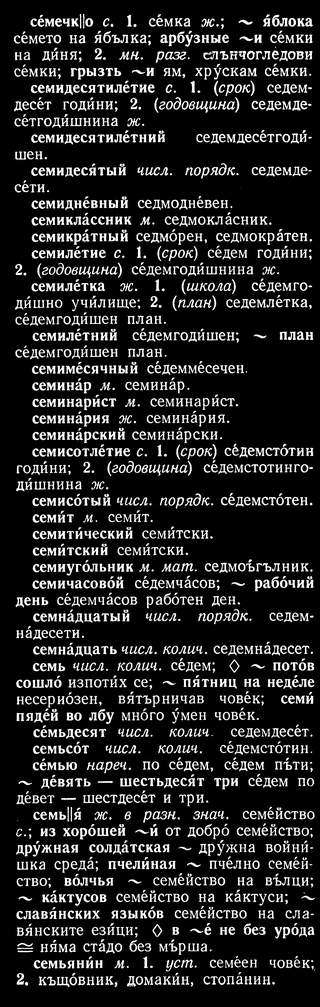 се́мечк||о с. 1. се́мка ж.; ~ я́блока
се́мето на я́бълка; арбу́зные ~и се́мки
на ди́ня; 2. мн. разг. слънчогле́дови
се́мки; грызть ~и ям, хру́скам се́мки.
семидесятиле́тие с. 1. (срок) седем-
десе́т годи́ни; 2. (годовщина) седемде-
се́тгодишнина ж.
семидесятиле́тний седемдесе́тгоди-
шен.
семидеся́тый числ. порядк. седемде-
се́ти.
семидне́вный седмодне́вен.
семикла́ссник м. седмокла́сник.
семикра́тный седмо́рен, седмокра́тен.
семиле́тие с. 1. (срок) се́дем годи́ни;
2. (годовщина) се́демгоди́шнина ж.
семиле́тка ж. 1. (школа) се́демго-
ди́шно учи́лище; 2. (план) седемле́тка,
се́демгоди́шен план.
семиле́тний се́демгоди́шен; ~ план
се́демгоди́шен план.
семиме́сячный се́демме́сечен.
семина́р м. семина́р.
семинари́ст м. семинари́ст.
семина́рия ж. семина́рия.
семина́рский семина́рски.
семисотле́тие с. 1. (срок) се́демсто́тин
годи́ни; 2. (годовщина) се́демстотинго-
ди́шнина ж.
семисо́тый числ. порядк. се́демсто́тен.
семи́т м. семи́т.
семити́ческий семи́тски.
семи́тский семи́тски.
семиуго́льник м. мат. седмоъ́гълник.
семичасово́й се́демча́сов; ~ рабо́чий
день се́демча́сов рабо́тен ден.
семна́дцатый числ. порядк. седем-
на́десети.
семна́дцать числ. колич. седемна́десет.
семь числ. колич. се́дем; ◊ ~ пото́в
сошло́ изпоти́х се; ~ пя́тниц на неде́ле
несерио́зен, вя́търничав чове́к; семи́
пяде́й во лбу мно́го у́мен чове́к.
се́мьдесят числ. колич. седемдесе́т.
семьсо́т числ. колич. се́демсто́тин.
се́мью нареч. по се́дем, се́дем пъ́ти;
~ де́вять — шестьдеся́т три се́дем по
де́вет — шестдесе́т и три.
семь||я́ ж. в разн. знач. семе́йство
с.; из хоро́шей ~и́ от добро́ семе́йство;
дру́жная солда́тская ~ дру́жна войни́-
шка среда́; пчели́ная ~ пче́лно семе́й-
ство; во́лчья ~ семе́йство на въ́лци;
~ ка́ктусов семе́йство на ка́ктуси; ~
славя́нских языко́в семе́йство на сла-
вя́нските ези́ци; ◊ в ~е́ не без уро́да
≅ ня́ма ста́до без мъ́рша.
семьяни́н м. 1. уст. семе́ен чове́к;
2. къщо́вник, домаки́н, стопа́нин.